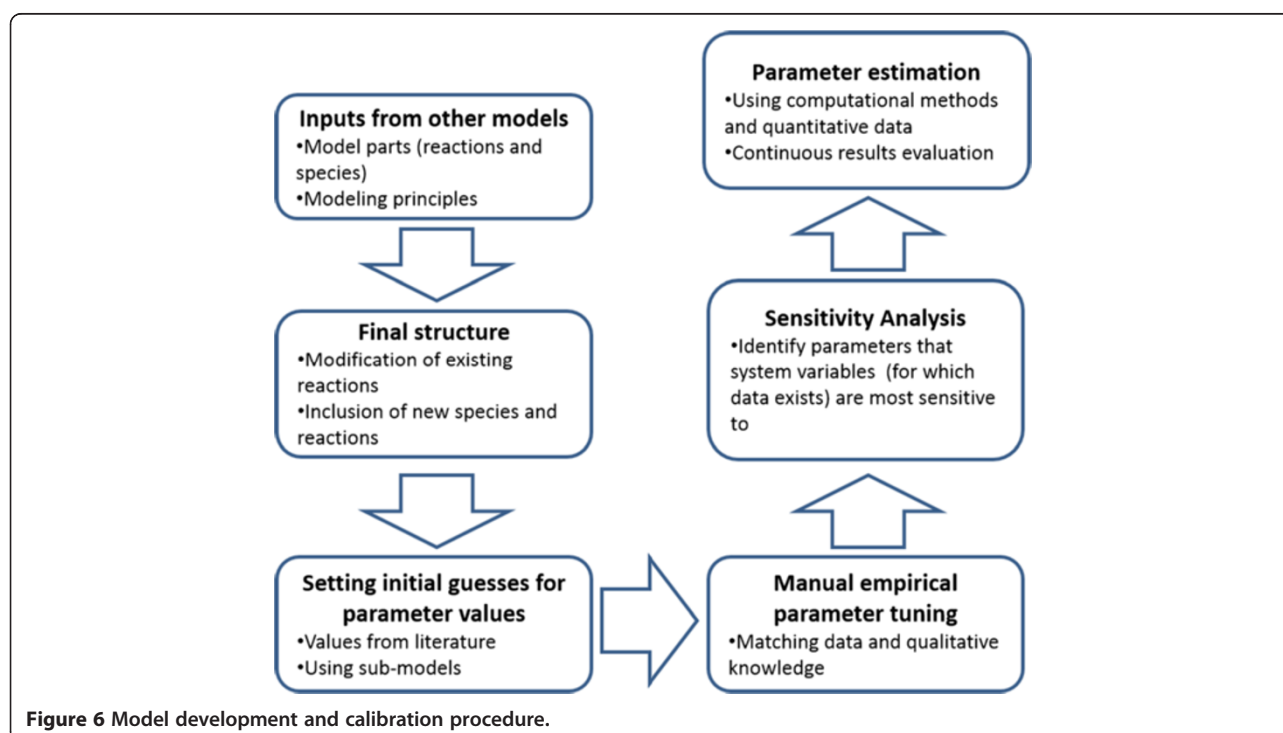 Inputs from other models
•Model parts (reactions and
species)
•Modeling principles
Final structure
•Modification of existing
reactions
•Inclusion of new species and
reactions
Setting initial guesses for
parameter values
•Values from literature
•Using sub-models
Manual empirical
parameter tuning
•Matching data and qualitative
knowledge
Sensitivity Analysis
•Identify parameters that
system variables (for which
data exists) are most sensitive
to
Parameter estimation
•Using computational methods
and quantitative data
•Continuous results evaluation
Figure 6 Model development and calibration procedure.